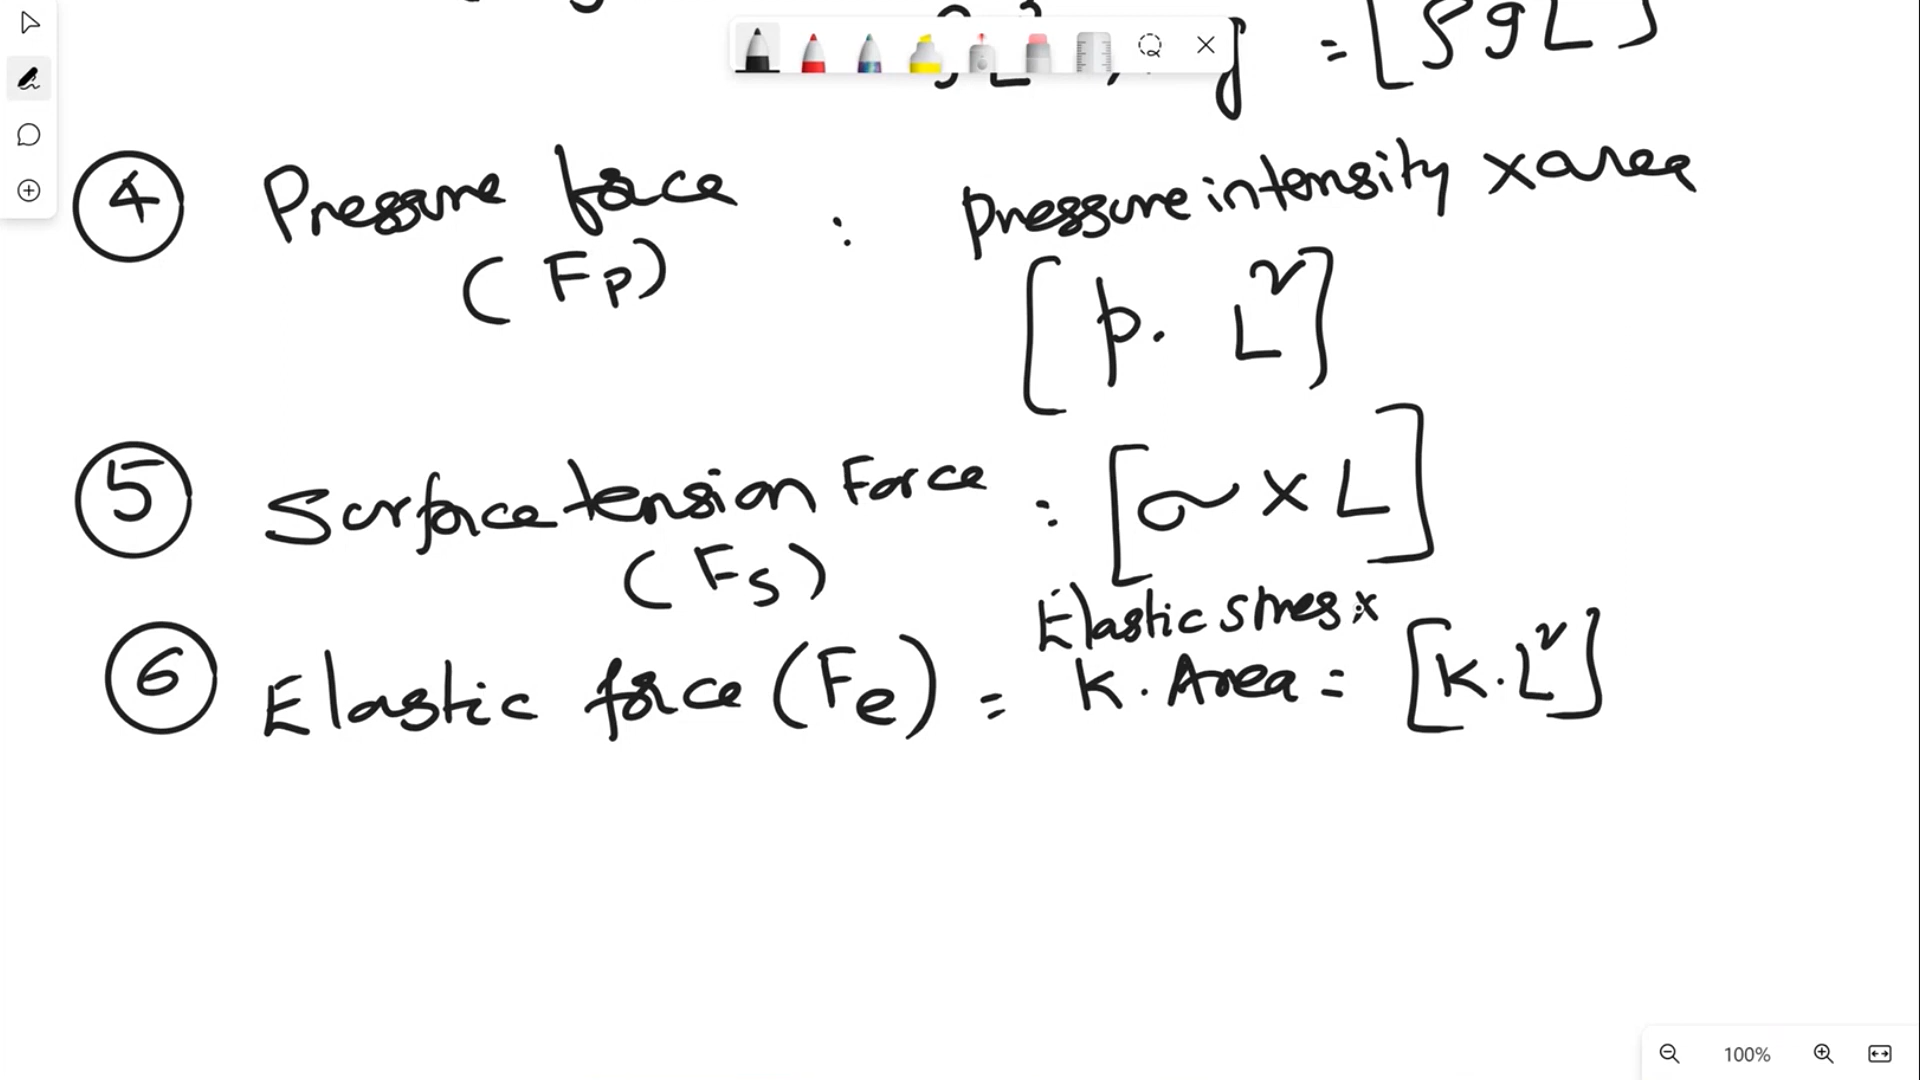 = [ρgL³]
④ Pressure force : Pressure intensity x area
(Fp) [p. L²]
⑤ Surface tension Force : [σ x L]
(Fs)
Elastic stress x
⑥ Elastic force (Fe) = K. Area = [K. L²]
100%